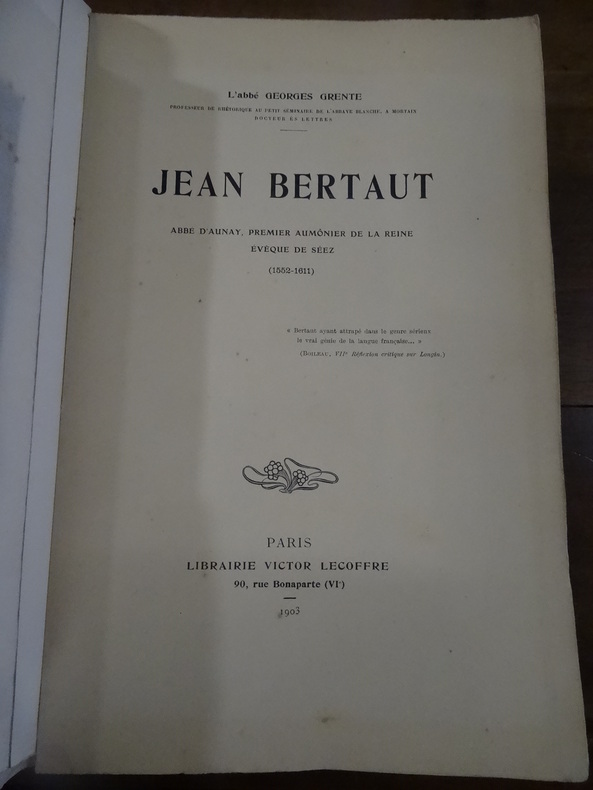 L'abbé GEORGES GRENTE
PROFESSEUR DE RHÉTORIQUE AU PETIT SÉMINAIRE DE L'ABBAYE BLANCHE, A MORTAIN
DOCTEUR ÈS LETTRES
JEAN BERTAUT
ABBÉ D'AUNAY, PREMIER AUMÔNIER DE LA REINE
ÉVÊQUE DE SÉEZ
(1552-1611)
« Bertaut ayant attrapé dans le genre sérieux
le vrai génie de la langue française... »
(BOILEAU, VIIe Réflexion critique sur Longin.)
PARIS
LIBRAIRIE VICTOR LECOFFRE
90, rue Bonaparte (VIe)
1903